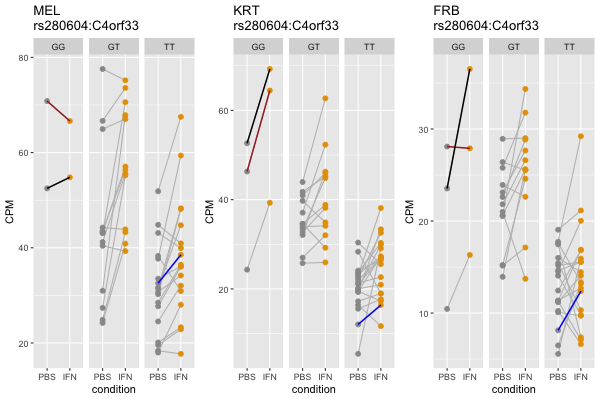 MEL
rs280604:C4orf33
GG GT TT
80
60
40
20
CPM
PBS IFN PBS IFN PBS IFN
condition
KRT
rs280604:C4orf33
GG GT TT
60
40
20
CPM
PBS IFN PBS IFN PBS IFN
condition
FRB
rs280604:C4orf33
GG GT TT
30
20
10
CPM
PBS IFN PBS IFN PBS IFN
condition